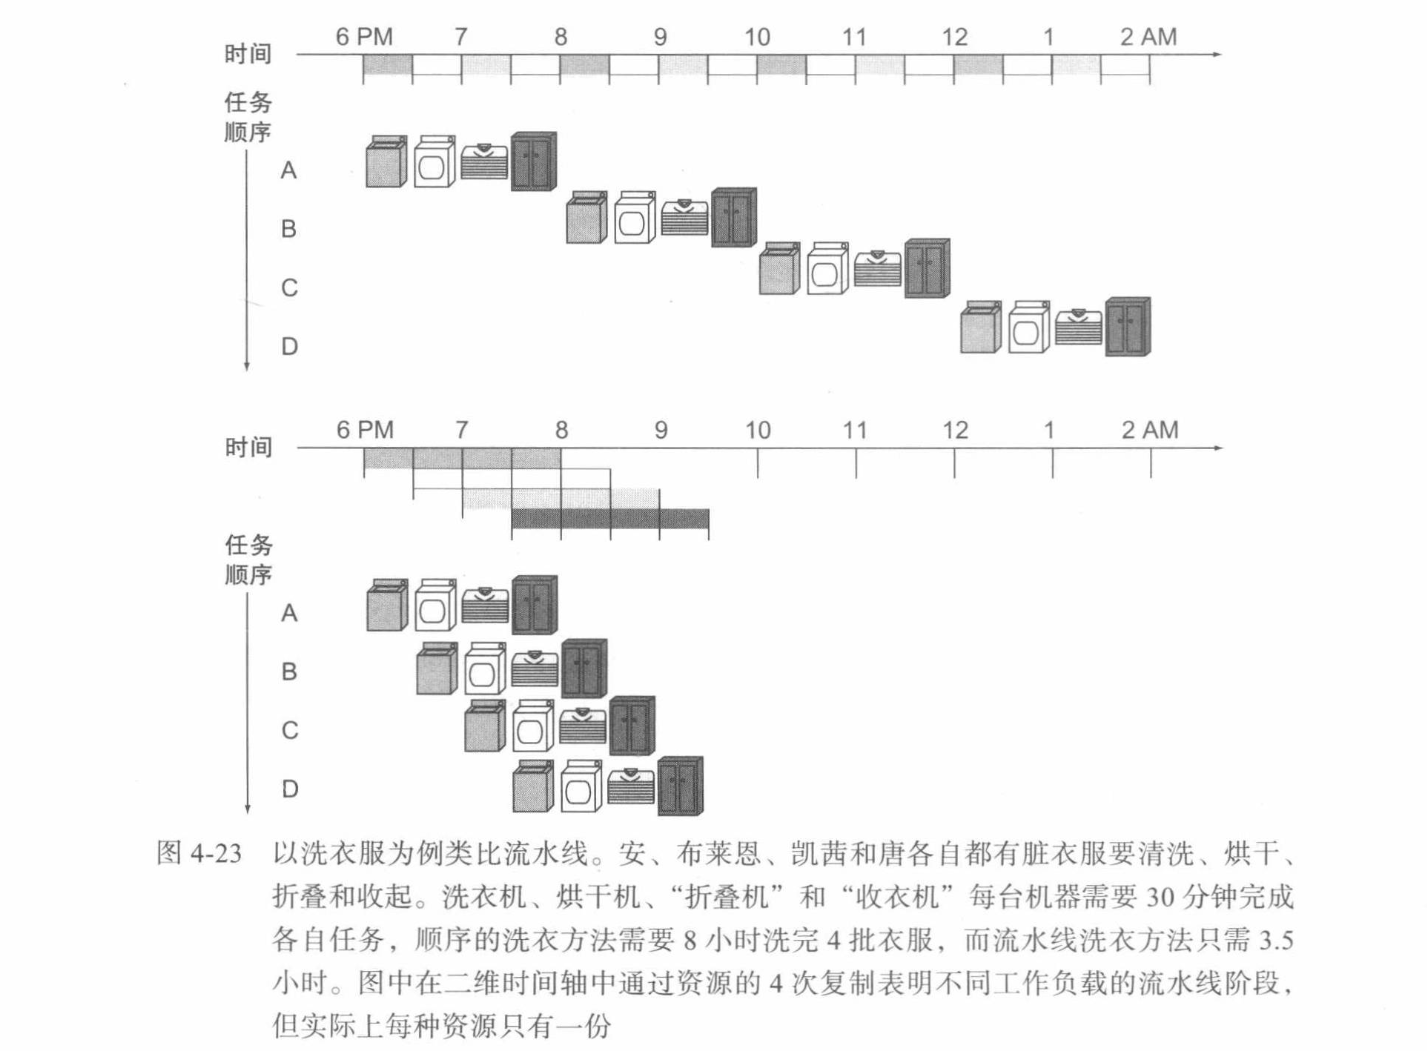 6 PM 7 8 9 10 11 12 1 2 AM
时间
任务
顺序
A
B
C
D
6 PM 7 8 9 10 11 12 1 2 AM
时间
任务
顺序
A
B
C
D
图 4-23 以洗衣服为例类比流水线。安、布莱恩、凯茜和唐各自都有脏衣服要清洗、烘干、
折叠和收起。洗衣机、烘干机、“折叠机”和“收衣机”每台机器需要 30 分钟完成
各自任务，顺序的洗衣方法需要 8 小时洗完 4 批衣服，而流水线洗衣方法只需 3.5
小时。图中在二维时间轴中通过资源的 4 次复制表明不同工作负载的流水线阶段，
但实际上每种资源只有一份